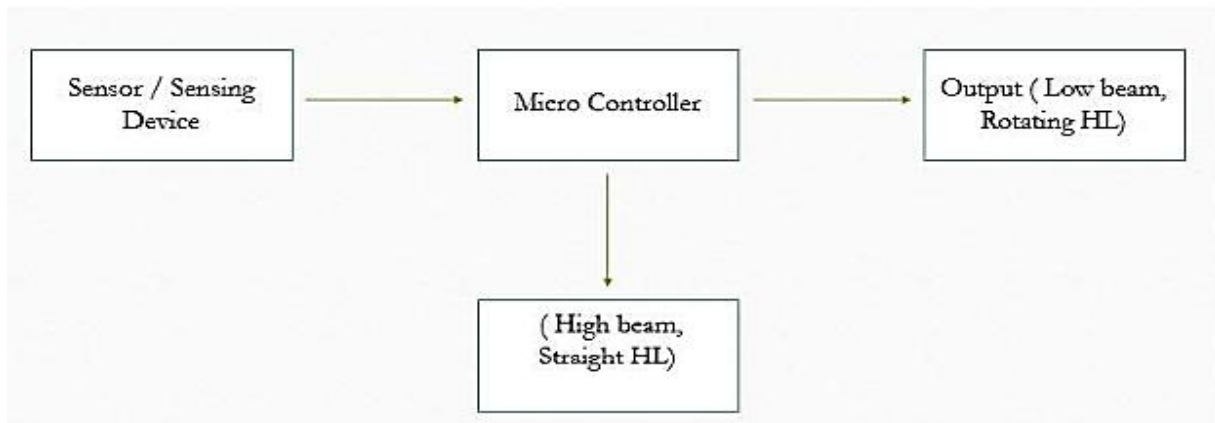 Sensor / Sensing
Device
Micro Controller
Output ( Low beam,
Rotating HL)
( High beam,
Straight HL)